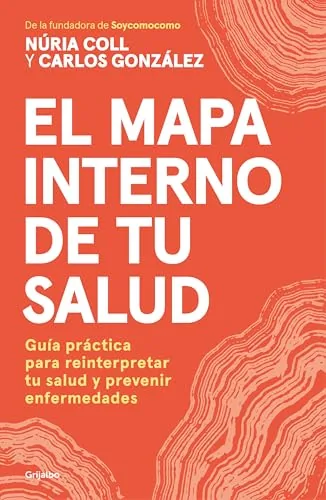 De la fundadora de Soycomocomo
NÚRIA COLL
Y CARLOS GONZÁLEZ
EL MAPA
INTERNO
DE TU
SALUD
Guía práctica
para reinterpretar
tu salud y prevenir
enfermedades
Grijalbo